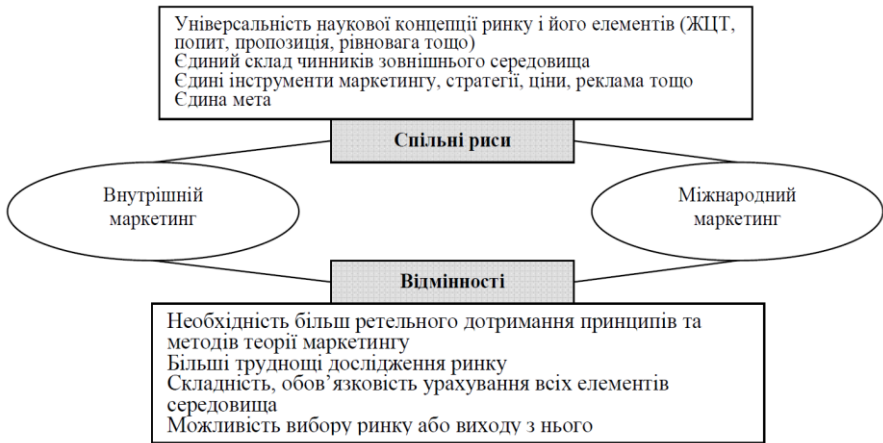 Універсальність наукової концепції ринку і його елементів (ЖЦТ,
попит, пропозиція, рівновага тощо)
Єдиний склад чинників зовнішнього середовища
Єдині інструменти маркетингу, стратегії, ціни, реклама тощо
Єдина мета
Спільні риси
Внутрішній
маркетинг
Міжнародний
маркетинг
Відмінності
Необхідність більш ретельного дотримання принципів та
методів теорії маркетингу
Більші труднощі дослідження ринку
Складність, обов’язковість урахування всіх елементів
середовища
Можливість вибору ринку або виходу з нього